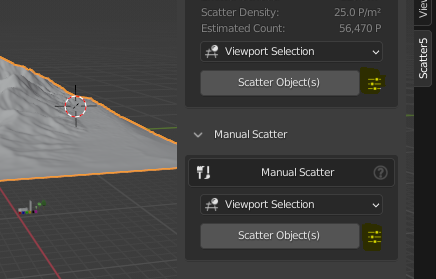 Scatter Density: 25.0 P/m²
Estimated Count: 56,470 P
Viewport Selection
Scatter Object(s)
Manual Scatter
Manual Scatter
Viewport Selection
Scatter Object(s)
Scatter5